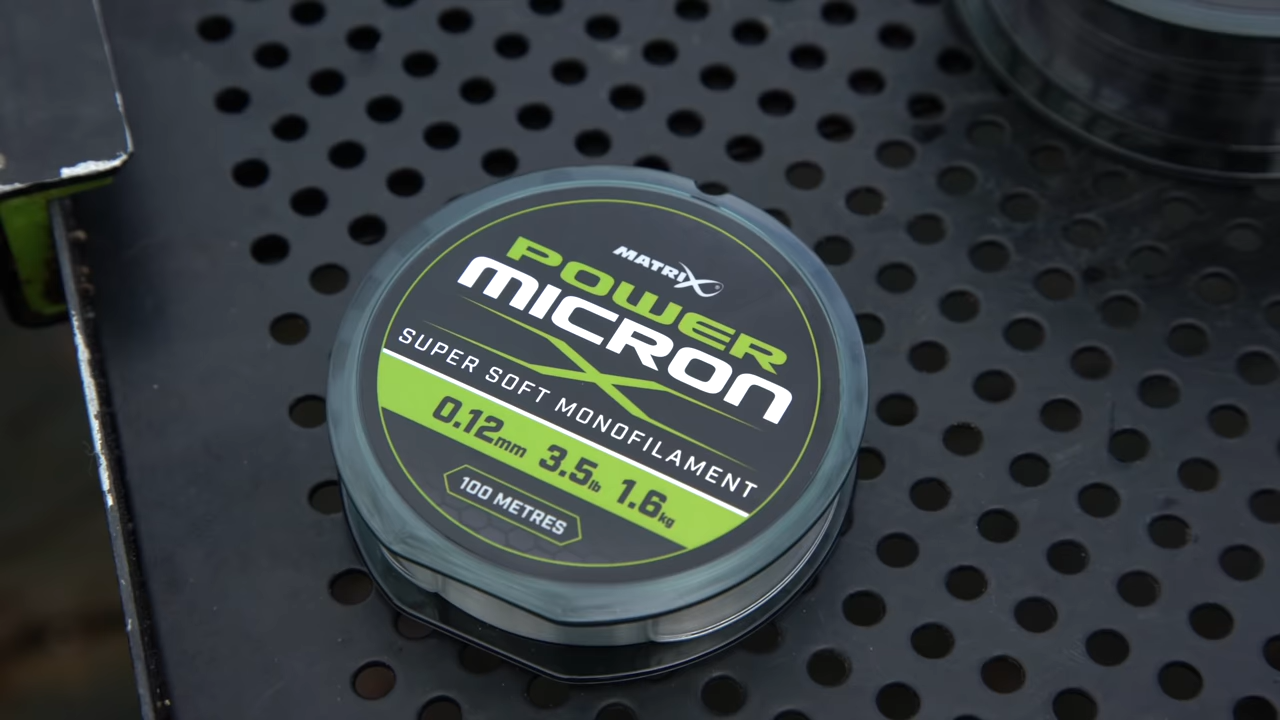 MATRIX
POWER
MICRON
SUPER SOFT MONOFILAMENT
0.12mm 3.5lb 1.6kg
100 METRES